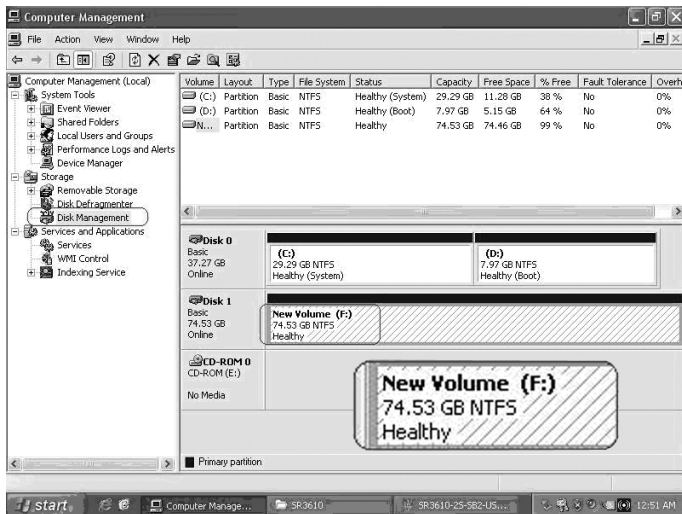 Computer Management
File Action View Window Help
Computer Management (Local)
System Tools
Event Viewer
Shared Folders
Local Users and Groups
Performance Logs and Alerts
Device Manager
Storage
Removable Storage
Disk Defragmenter
Disk Management
Services and Applications
Services
WMI Control
Indexing Service
Volume Layout Type File System Status Capacity Free Space % Free Fault Tolerance Overh
(C:) Partition Basic NTFS Healthy (System) 29.29 GB 11.28 GB 38 % No 0%
(D:) Partition Basic NTFS Healthy (Boot) 7.97 GB 5.15 GB 64 % No 0%
N... Partition Basic NTFS Healthy 74.53 GB 74.46 GB 99 % No 0%
Disk 0
Basic
37.27 GB
Online
(C:)
29.29 GB NTFS
Healthy (System)
(D:)
7.97 GB NTFS
Healthy (Boot)
Disk 1
Basic
74.53 GB
Online
New Volume (F:)
74.53 GB NTFS
Healthy
CD-ROM 0
CD-ROM (E:)
No Media
New Volume (F:)
74.53 GB NTFS
Healthy
Primary partition
start Computer Manage... SR3610 SR3610-2S-SB2-US... 12:51 AM